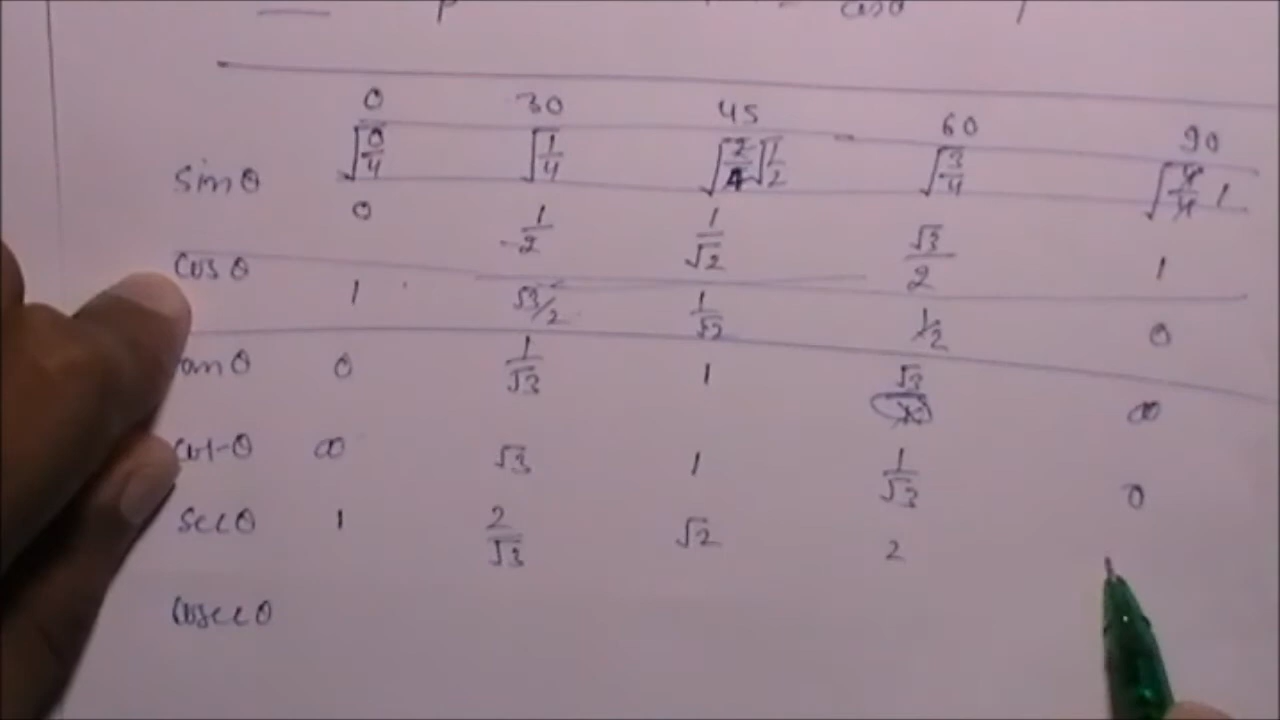 cosθ
0 30 45 60 90
sinθ √0/4 √1/4 √2/4 √1/2 √3/4 √4/4 1
0 1/2 1/√2 √3/2 1
cosθ 1 √3/2 1/√2 1/2 0
tanθ 0 1/√3 1 √3 ∞
cotθ ∞ √3 1 1/√3 0
secθ 1 2/√3 √2 2
cosecθ